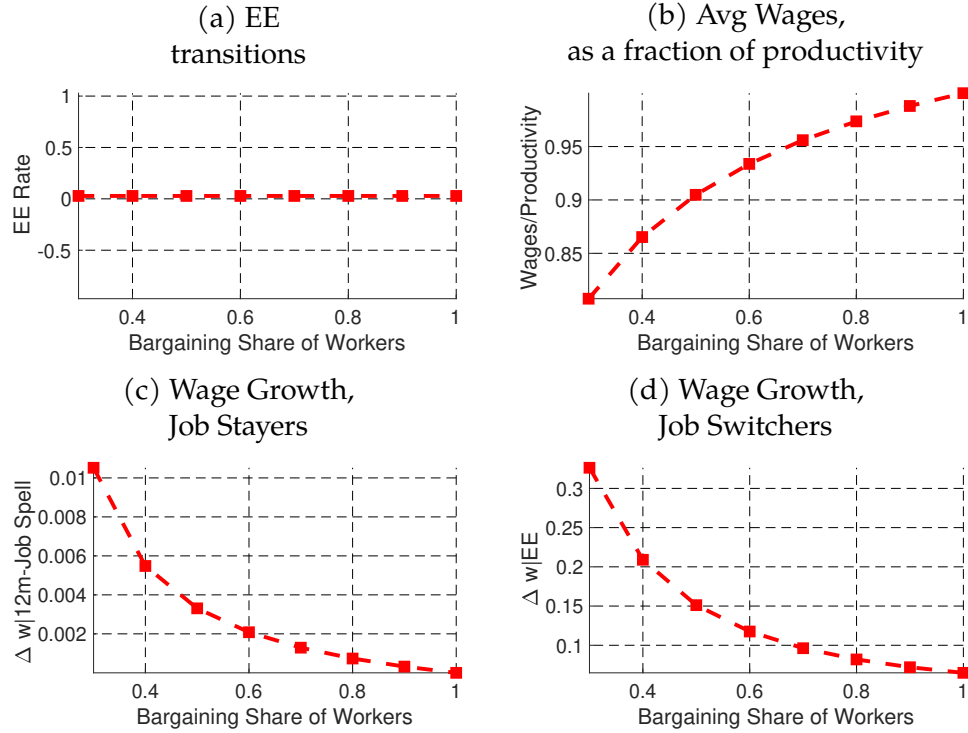 (a) EE
transitions
1
0.5
0
-0.5
EE Rate
0.4
0.6
0.8
1
Bargaining Share of Workers
(b) Avg Wages,
as a fraction of productivity
0.95
0.9
0.85
Wages/Productivity
0.4
0.6
0.8
1
Bargaining Share of Workers
(c) Wage Growth,
Job Stayers
0.01
0.008
0.006
0.004
0.002
Δ w|12m-Job Spell
0.4
0.6
0.8
1
Bargaining Share of Workers
(d) Wage Growth,
Job Switchers
0.3
0.25
0.2
0.15
0.1
Δ w|EE
0.4
0.6
0.8
1
Bargaining Share of Workers